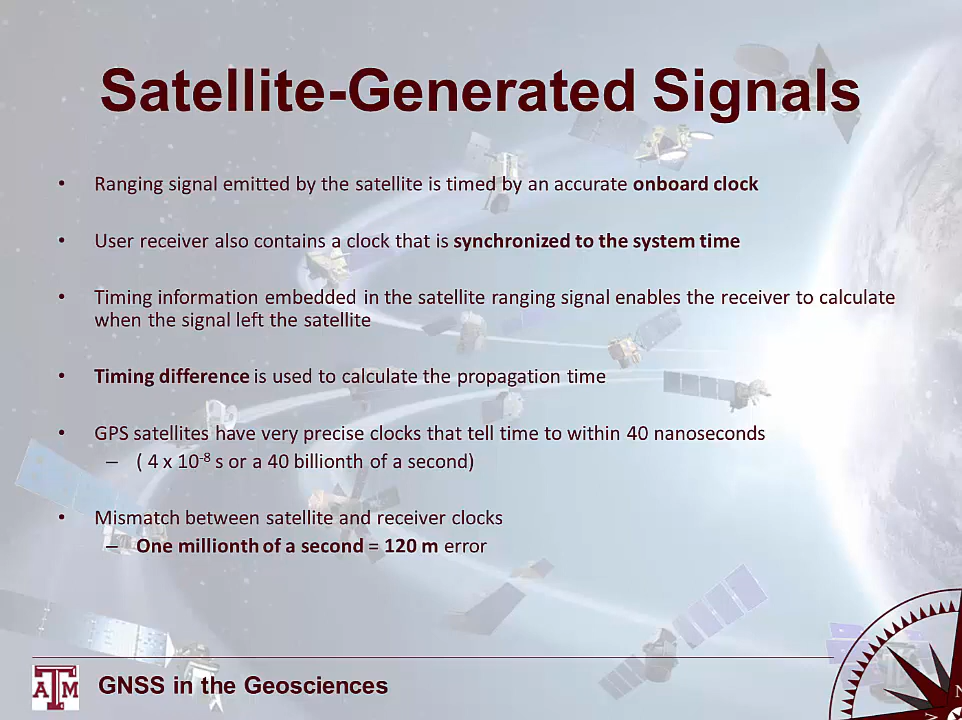 Satellite-Generated Signals
• Ranging signal emitted by the satellite is timed by an accurate onboard clock
• User receiver also contains a clock that is synchronized to the system time
• Timing information embedded in the satellite ranging signal enables the receiver to calculate
when the signal left the satellite
• Timing difference is used to calculate the propagation time
• GPS satellites have very precise clocks that tell time to within 40 nanoseconds
– ( 4 x 10⁻⁸ s or a 40 billionth of a second)
• Mismatch between satellite and receiver clocks
– One millionth of a second = 120 m error
ATM
GNSS in the Geosciences
N